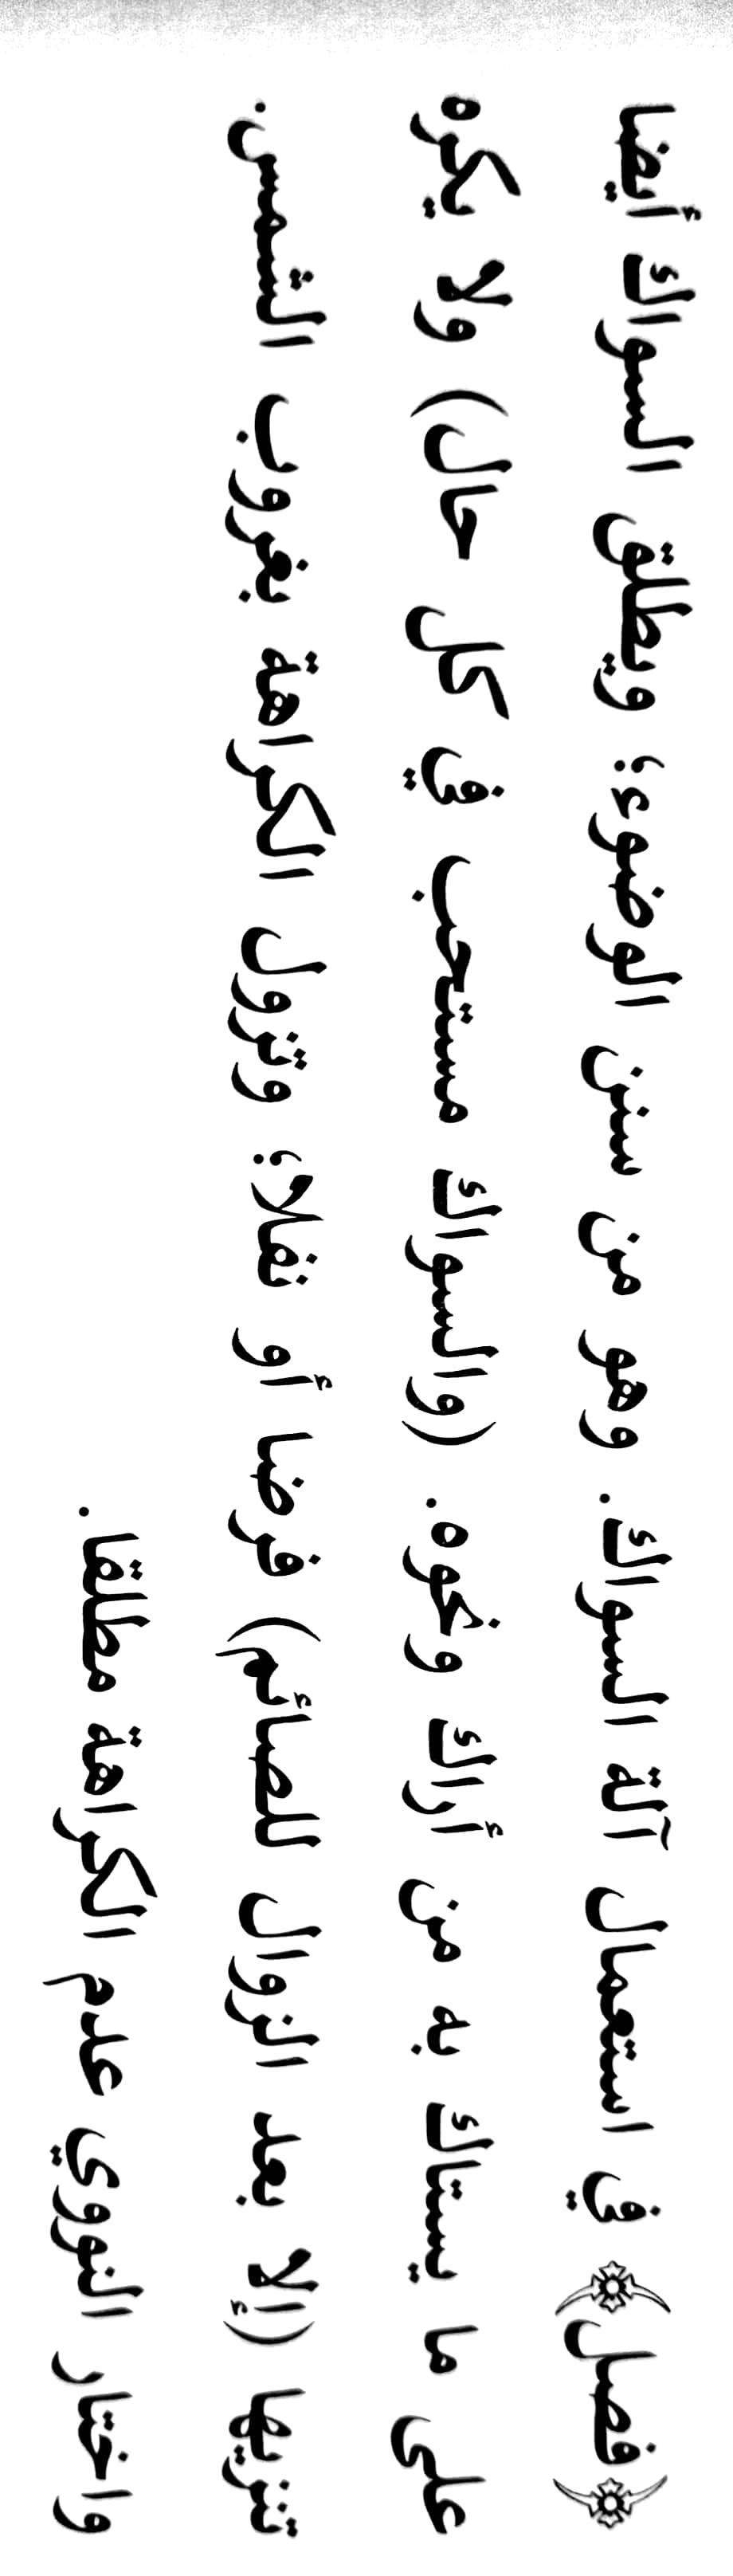 ﴿فصل﴾ في استعمال آلة السواك. وهو من سنن الوضوء؛ ويطلق السواك أيضا
على ما يستاك به من أراك ونحوه. (والسواك مستحب في كل حال) ولا يكره
تنزيها (إلا بعد الزوال للصائم) فرضا أو نفلا؛ وتزول الكراهة بغروب الشمس.
واختار النووي عدم الكراهة مطلقا.